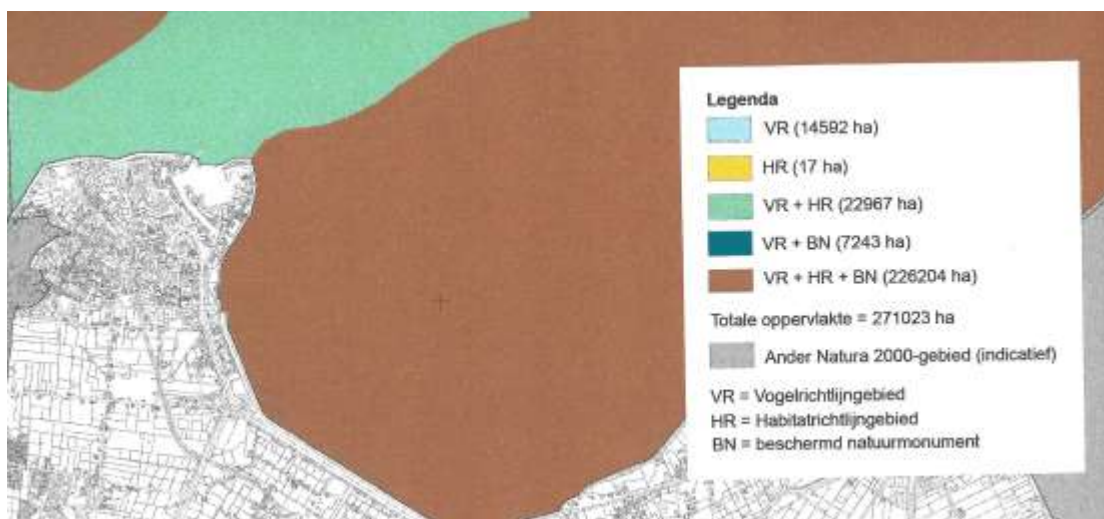 Legenda
VR (14592 ha)
HR (17 ha)
VR + HR (22967 ha)
VR + BN (7243 ha)
VR + HR + BN (226204 ha)
Totale oppervlakte = 271023 ha
Ander Natura 2000-gebied (indicatief)
VR = Vogelrichtlijngebied
HR = Habitatrichtlijngebied
BN = beschermd natuurmonument